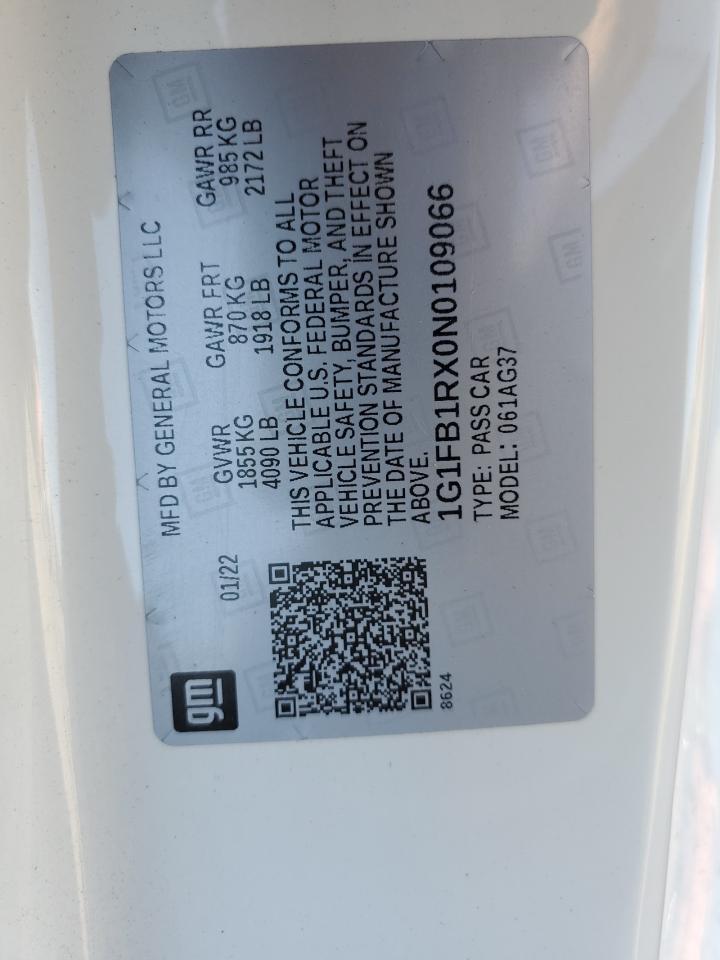 gm
MFD BY GENERAL MOTORS LLC
01/22
GVWR GAWR FRT GAWR RR
1855 KG 870 KG 985 KG
4090 LB 1918 LB 2172 LB
THIS VEHICLE CONFORMS TO ALL
APPLICABLE U.S. FEDERAL MOTOR
VEHICLE SAFETY, BUMPER, AND THEFT
PREVENTION STANDARDS IN EFFECT ON
THE DATE OF MANUFACTURE SHOWN
ABOVE.
1G1FB1RX0N0109066
TYPE: PASS CAR
MODEL: 061AG37
8624